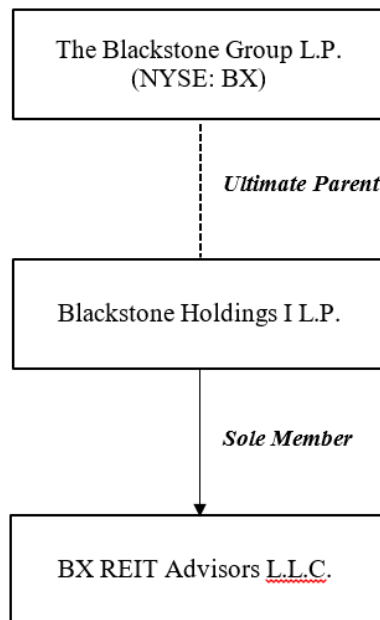 The Blackstone Group L.P.
(NYSE: BX)
Ultimate Parent
Blackstone Holdings I L.P.
Sole Member
BX REIT Advisors L.L.C.